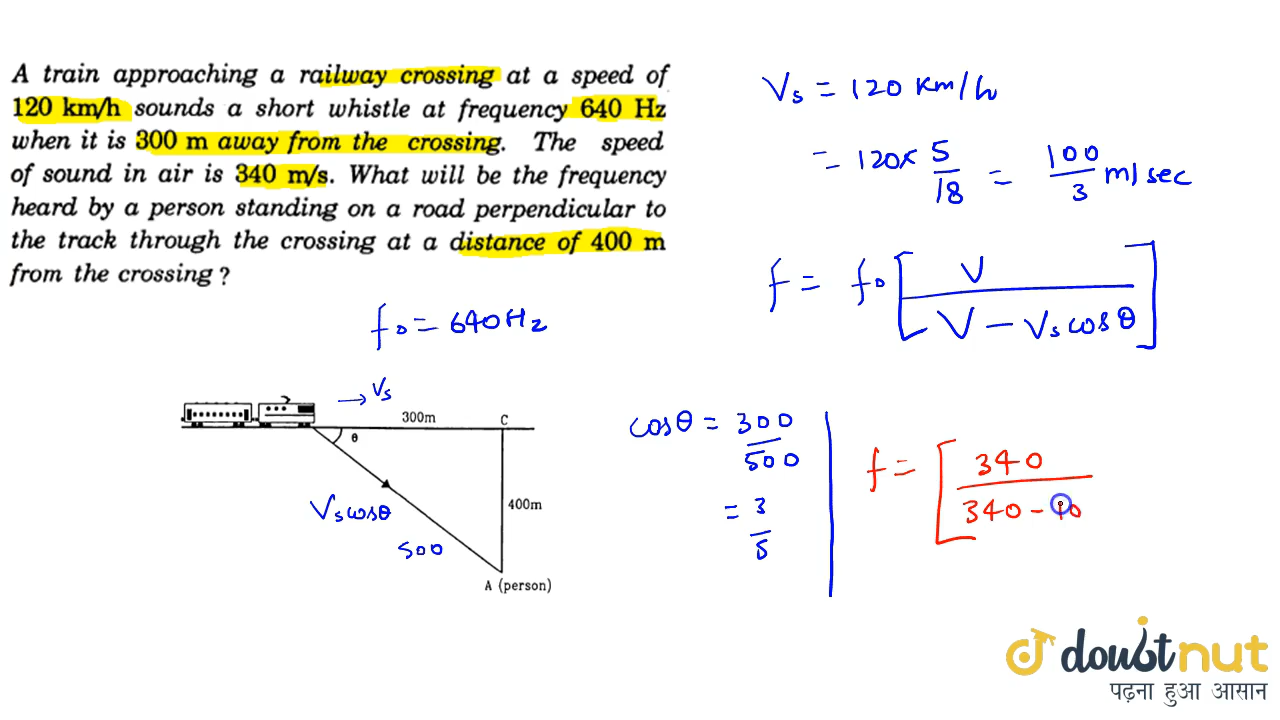 A train approaching a railway crossing at a speed of
120 km/h sounds a short whistle at frequency 640 Hz
when it is 300 m away from the crossing. The speed
of sound in air is 340 m/s. What will be the frequency
heard by a person standing on a road perpendicular to
the track through the crossing at a distance of 400 m
from the crossing ?
f0 = 640 Hz
→ Vs
300m
C
θ
400m
Vs cosθ
500
A (person)
Vs = 120 km/h
= 120 × 5/18 = 100/3 m/sec
f = f0 [ V / V − Vs cosθ ]
cosθ = 300/500
= 3/5
f = [ 340 / 340 −
doubtnut
पढ़ना हुआ आसान